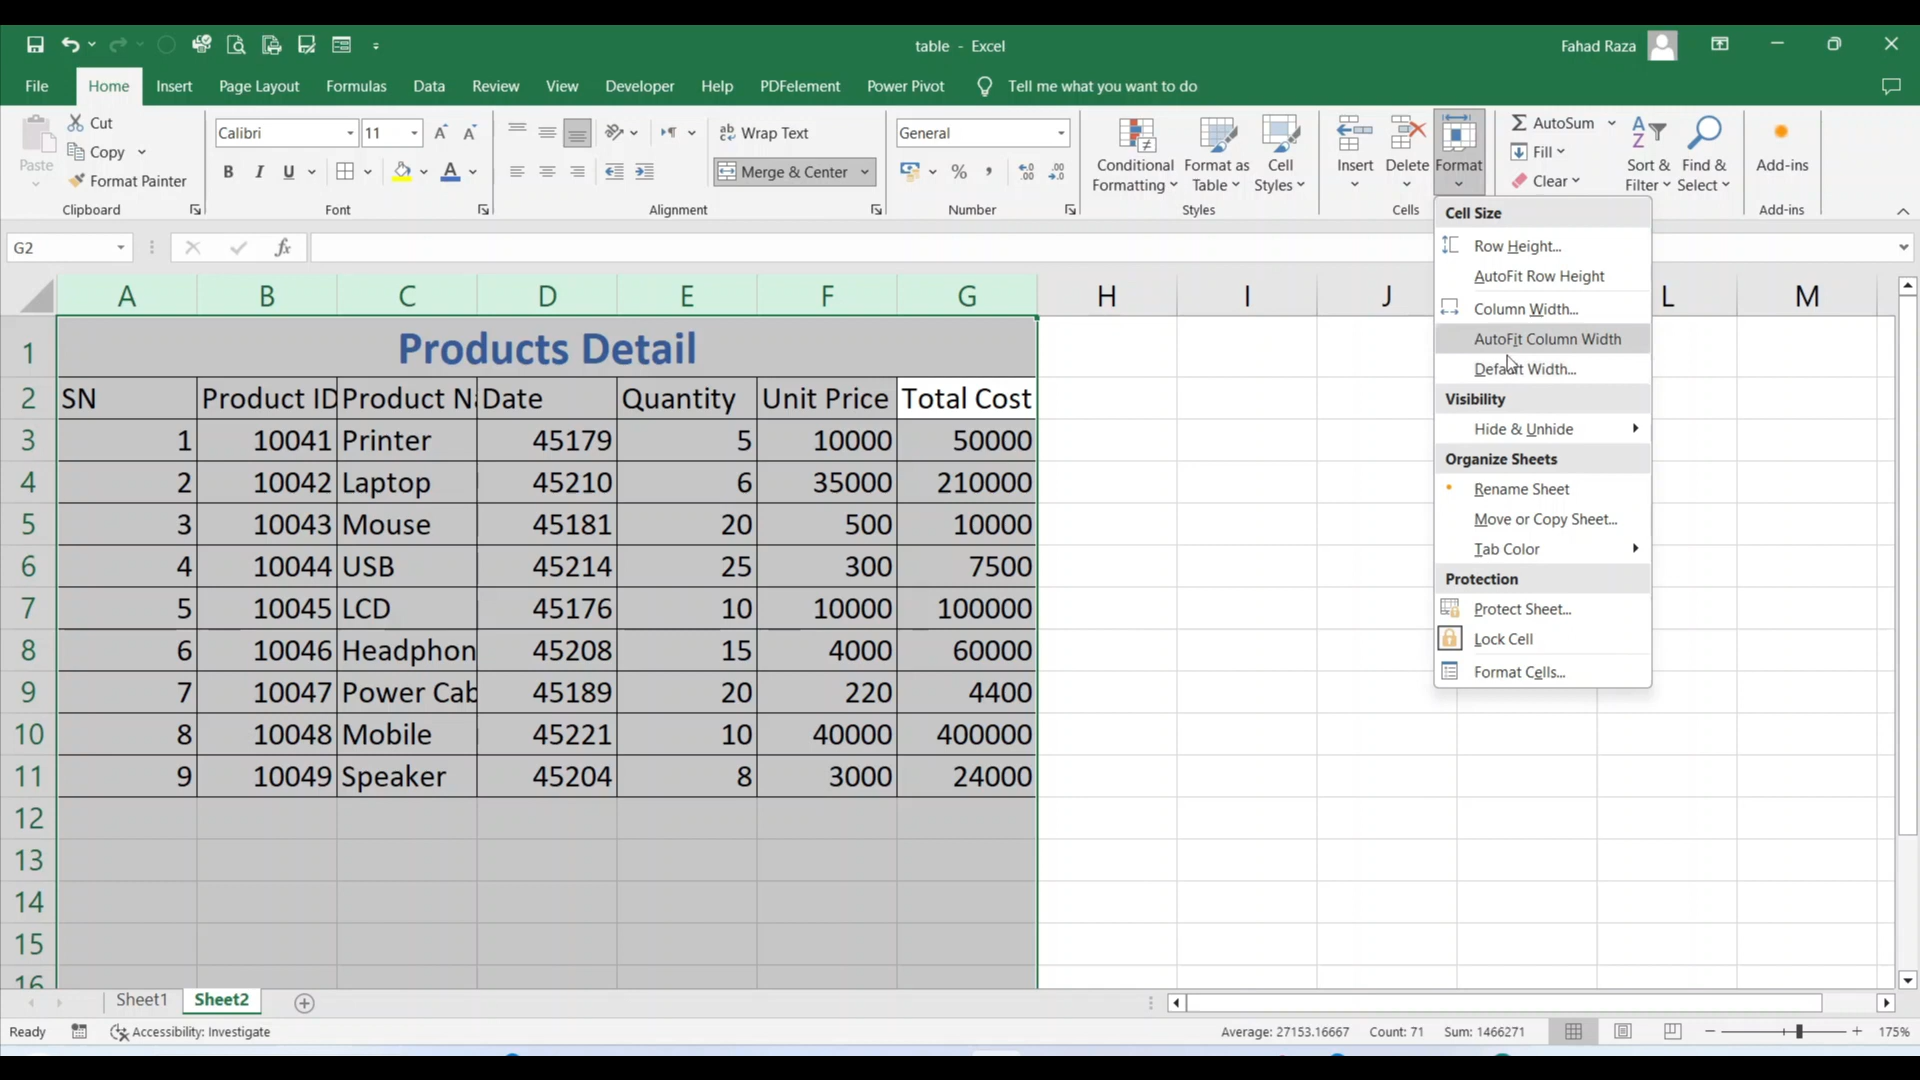 table - Excel
Fahad Raza
File Home Insert Page Layout Formulas Data Review View Developer Help PDFelement Power Pivot Tell me what you want to do
Paste
Cut
Copy
Format Painter
Clipboard
Calibri 11
B I U
Font
Wrap Text
Merge & Center
Alignment
General
Number
Conditional Formatting
Format as Table
Cell Styles
Styles
Insert
Delete
Format
Cells
AutoSum
Fill
Clear
Sort & Filter
Find & Select
Add-ins
Add-ins
G2
fx
Cell Size
Row Height...
AutoFit Row Height
Column Width...
AutoFit Column Width
Default Width...
Visibility
Hide & Unhide
Organize Sheets
Rename Sheet
Move or Copy Sheet...
Tab Color
Protection
Protect Sheet...
Lock Cell
Format Cells...
A B C D E F G H I J L M
1 Products Detail
2 SN Product ID Product Na Date Quantity Unit Price Total Cost
3 1 10041 Printer 45179 5 10000 50000
4 2 10042 Laptop 45210 6 35000 210000
5 3 10043 Mouse 45181 20 500 10000
6 4 10044 USB 45214 25 300 7500
7 5 10045 LCD 45176 10 10000 100000
8 6 10046 Headphon 45208 15 4000 60000
9 7 10047 Power Cab 45189 20 220 4400
10 8 10048 Mobile 45221 10 40000 400000
11 9 10049 Speaker 45204 8 3000 24000
12
13
14
15
16
Sheet1 Sheet2
Ready Accessibility: Investigate Average: 27153.16667 Count: 71 Sum: 1466271 175%